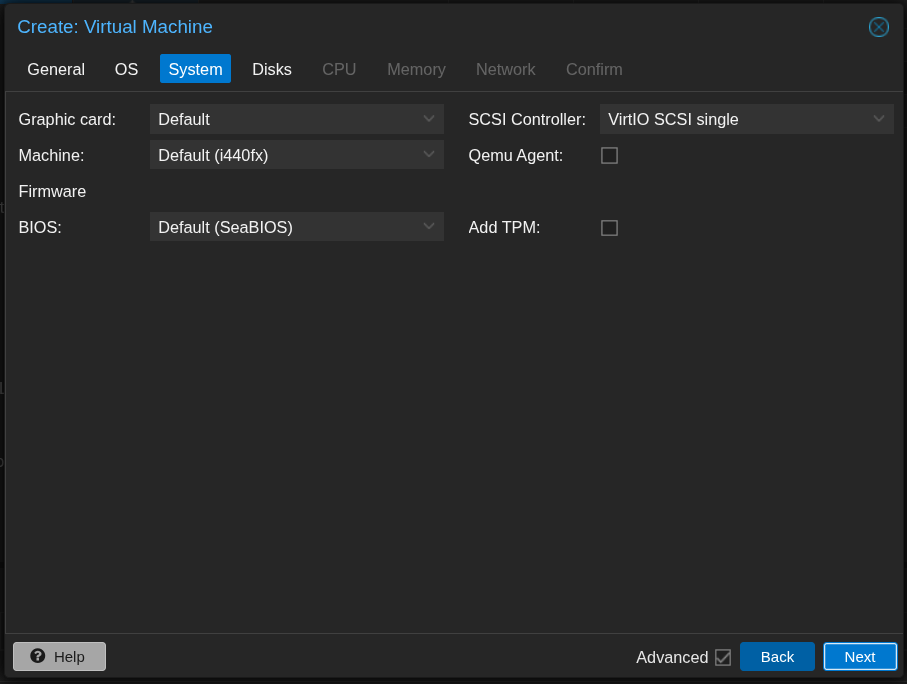 Create: Virtual Machine
General OS System Disks CPU Memory Network Confirm
Graphic card: Default SCSI Controller: VirtIO SCSI single
Machine: Default (i440fx) Qemu Agent:
Firmware
BIOS: Default (SeaBIOS) Add TPM:
Help Advanced Back Next